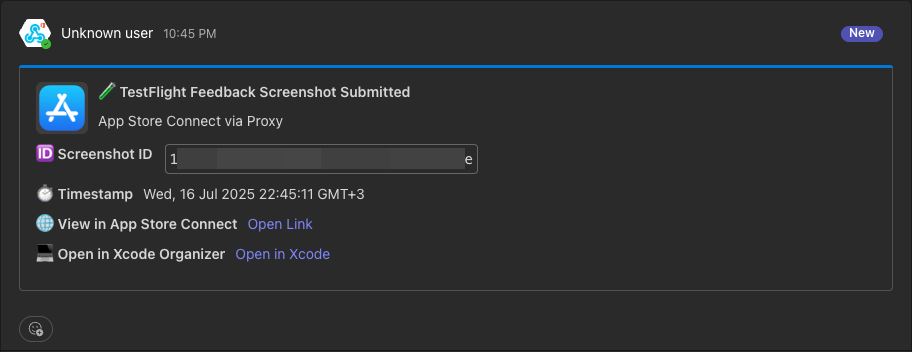 Unknown user 10:45 PM New
TestFlight Feedback Screenshot Submitted
App Store Connect via Proxy
ID Screenshot ID 1 e
Timestamp Wed, 16 Jul 2025 22:45:11 GMT+3
View in App Store Connect Open Link
Open in Xcode Organizer Open in Xcode